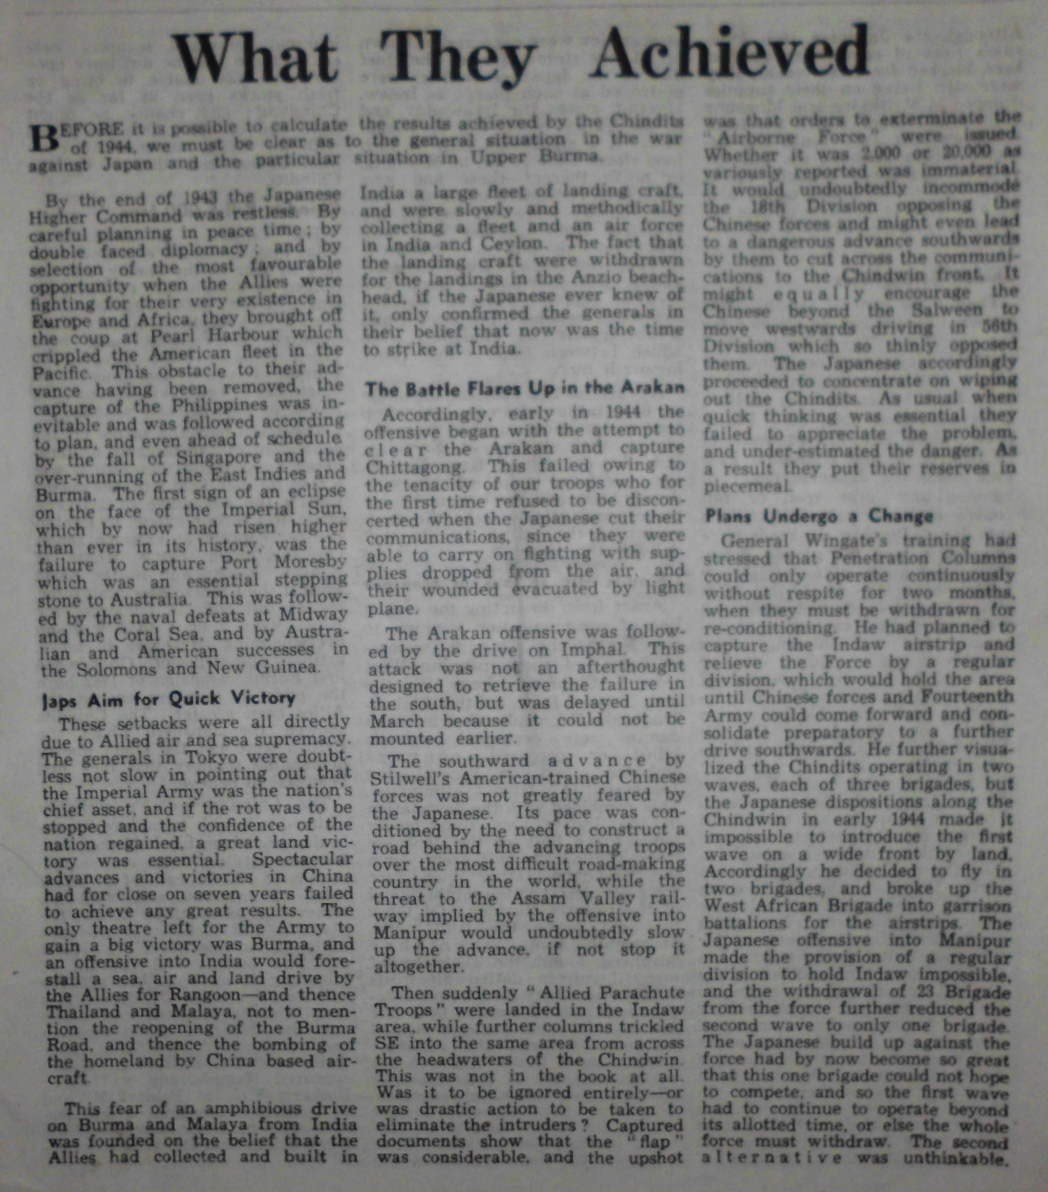 What They Achieved
BEFORE it is possible to calculate the results achieved by the Chindits
of 1944, we must be clear as to the general situation in the war
against Japan and the particular situation in Upper Burma.
By the end of 1943 the Japanese
Higher Command was restless. By
careful planning in peace time; by
double faced diplomacy; and by
selection of the most favourable
opportunity when the Allies were
fighting for their very existence in
Europe and Africa, they brought off
the coup at Pearl Harbour which
crippled the American fleet in the
Pacific. This obstacle to their ad-
vance having been removed, the
capture of the Philippines was in-
evitable and was followed according
to plan, and even ahead of schedule
by the fall of Singapore and the
over-running of the East Indies and
Burma. The first sign of an eclipse
on the face of the Imperial Sun,
which by now had risen higher
than ever in its history, was the
failure to capture Port Moresby
which was an essential stepping
stone to Australia. This was follow-
ed by the naval defeats at Midway
and the Coral Sea, and by Austra-
lian and American successes in
the Solomons and New Guinea.
Japs Aim for Quick Victory
These setbacks were all directly
due to Allied air and sea supremacy.
The generals in Tokyo were doubt-
less not slow in pointing out that
the Imperial Army was the nation's
chief asset, and if the rot was to be
stopped and the confidence of the
nation regained, a great land vic-
tory was essential. Spectacular
advances and victories in China
had for close on seven years failed
to achieve any great results. The
only theatre left for the Army to
gain a big victory was Burma, and
an offensive into India would fore-
stall a sea, air and land drive by
the Allies for Rangoon—and thence
Thailand and Malaya, not to men-
tion the reopening of the Burma
Road, and thence the bombing of
the homeland by China based air-
craft.
This fear of an amphibious drive
on Burma and Malaya from India
was founded on the belief that the
Allies had collected and built in
India a large fleet of landing craft,
and were slowly and methodically
collecting a fleet and an air force
in India and Ceylon. The fact that
the landing craft were withdrawn
for the landings in the Anzio beach-
head, if the Japanese ever knew of
it, only confirmed the generals in
their belief that now was the time
to strike at India.
The Battle Flares Up in the Arakan
Accordingly, early in 1944 the
offensive began with the attempt to
clear the Arakan and capture
Chittagong. This failed owing to
the tenacity of our troops who for
the first time refused to be discon-
certed when the Japanese cut their
communications, since they were
able to carry on fighting with sup-
plies dropped from the air, and
their wounded evacuated by light
plane.
The Arakan offensive was follow-
ed by the drive on Imphal. This
attack was not an afterthought
designed to retrieve the failure in
the south, but was delayed until
March because it could not be
mounted earlier.
The southward advance by
Stilwell's American-trained Chinese
forces was not greatly feared by
the Japanese. Its pace was con-
ditioned by the need to construct a
road behind the advancing troops
over the most difficult road-making
country in the world, while the
threat to the Assam Valley rail-
way implied by the offensive into
Manipur would undoubtedly slow
up the advance, if not stop it
altogether.
Then suddenly "Allied Parachute
Troops" were landed in the Indaw
area, while further columns trickled
SE into the same area from across
the headwaters of the Chindwin.
This was not in the book at all.
Was it to be ignored entirely—or
was drastic action to be taken to
eliminate the intruders? Captured
documents show that the "flap"
was considerable, and the upshot
was that orders to exterminate the
"Airborne Force" were issued.
Whether it was 2,000 or 20,000 as
variously reported was immaterial.
It would undoubtedly incommode
the 18th Division opposing the
Chinese forces and might even lead
to a dangerous advance southwards
by them to cut across the communi-
cations to the Chindwin front. It
might equally encourage the
Chinese beyond the Salween to
move westwards driving in 56th
Division which so thinly opposed
them. The Japanese accordingly
proceeded to concentrate on wiping
out the Chindits. As usual when
quick thinking was essential they
failed to appreciate the problem,
and under-estimated the danger. As
a result they put their reserves in
piecemeal.
Plans Undergo a Change
General Wingate's training had
stressed that Penetration Columns
could only operate continuously
without respite for two months,
when they must be withdrawn for
re-conditioning. He had planned to
capture the Indaw airstrip and
relieve the Force by a regular
division, which would hold the area
until Chinese forces and Fourteenth
Army could come forward and con-
solidate preparatory to a further
drive southwards. He further visua-
lized the Chindits operating in two
waves, each of three brigades, but
the Japanese dispositions along the
Chindwin in early 1944 made it
impossible to introduce the first
wave on a wide front by land.
Accordingly he decided to fly in
two brigades, and broke up the
West African Brigade into garrison
battalions for the airstrips. The
Japanese offensive into Manipur
made the provision of a regular
division to hold Indaw impossible,
and the withdrawal of 23 Brigade
from the force further reduced the
second wave to only one brigade.
The Japanese build up against the
force had by now become so great
that this one brigade could not hope
to compete, and so the first wave
had to continue to operate beyond
its allotted time, or else the whole
force must withdraw. The second
alternative was unthinkable.